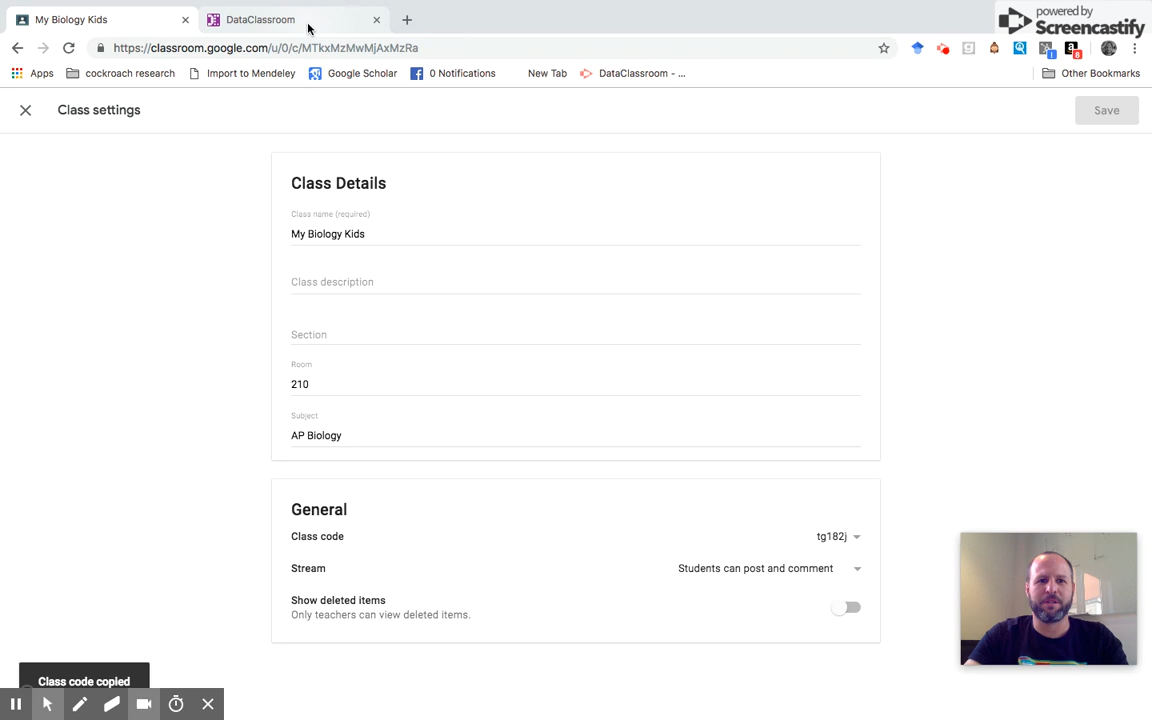 My Biology Kids
DataClassroom
powered by
Screencastify
https://classroom.google.com/u/0/c/MTkxMzMwMjAxMzRa
Apps
cockroach research
Import to Mendeley
Google Scholar
0 Notifications
New Tab
DataClassroom - ...
Other Bookmarks
Class settings
Save
Class Details
Class name (required)
My Biology Kids
Class description
Section
Room
210
Subject
AP Biology
General
Class code
tg182j
Stream
Students can post and comment
Show deleted items
Only teachers can view deleted items.
Class code copied